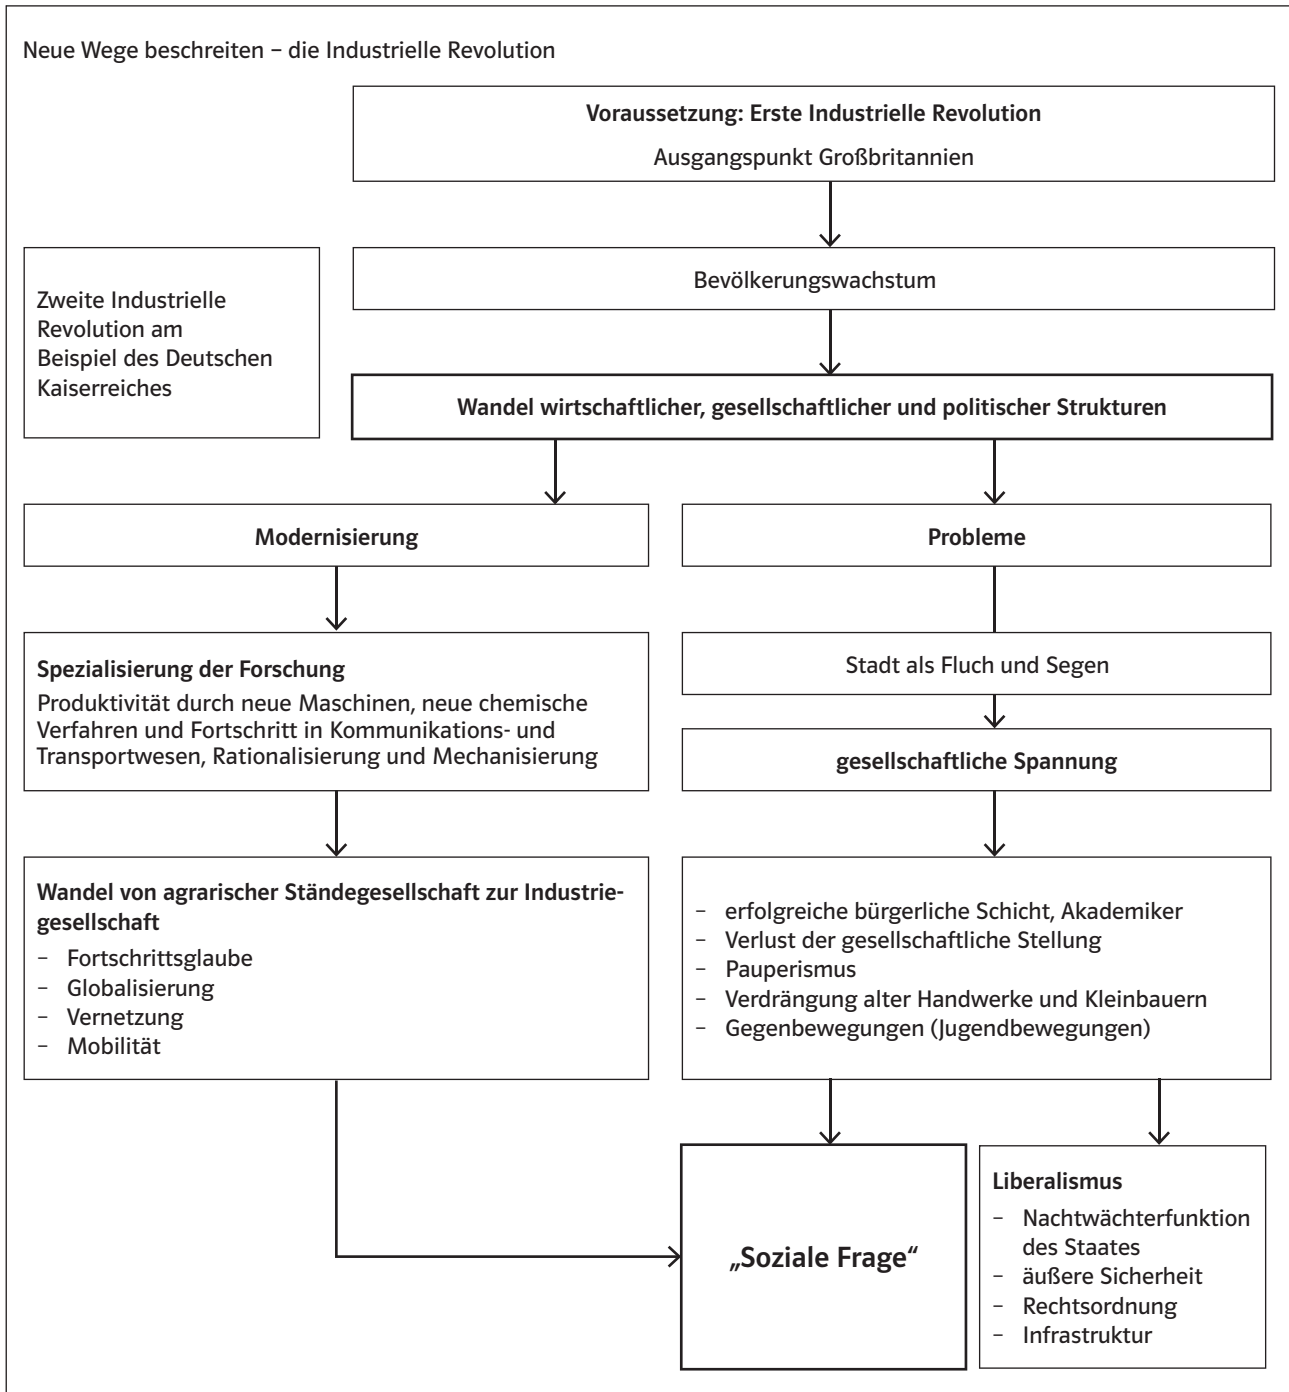 Neue Wege beschreiten – die Industrielle Revolution
Voraussetzung: Erste Industrielle Revolution
Ausgangspunkt Großbritannien
Zweite Industrielle
Revolution am
Beispiel des Deutschen
Kaiserreiches
Bevölkerungswachstum
Wandel wirtschaftlicher, gesellschaftlicher und politischer Strukturen
Modernisierung
Probleme
Spezialisierung der Forschung
Produktivität durch neue Maschinen, neue chemische
Verfahren und Fortschritt in Kommunikations- und
Transportwesen, Rationalisierung und Mechanisierung
Stadt als Fluch und Segen
gesellschaftliche Spannung
Wandel von agrarischer Ständegesellschaft zur Industrie-
gesellschaft
– Fortschrittsglaube
– Globalisierung
– Vernetzung
– Mobilität
– erfolgreiche bürgerliche Schicht, Akademiker
– Verlust der gesellschaftliche Stellung
– Pauperismus
– Verdrängung alter Handwerke und Kleinbauern
– Gegenbewegungen (Jugendbewegungen)
„Soziale Frage“
Liberalismus
– Nachtwächterfunktion
des Staates
– äußere Sicherheit
– Rechtsordnung
– Infrastruktur